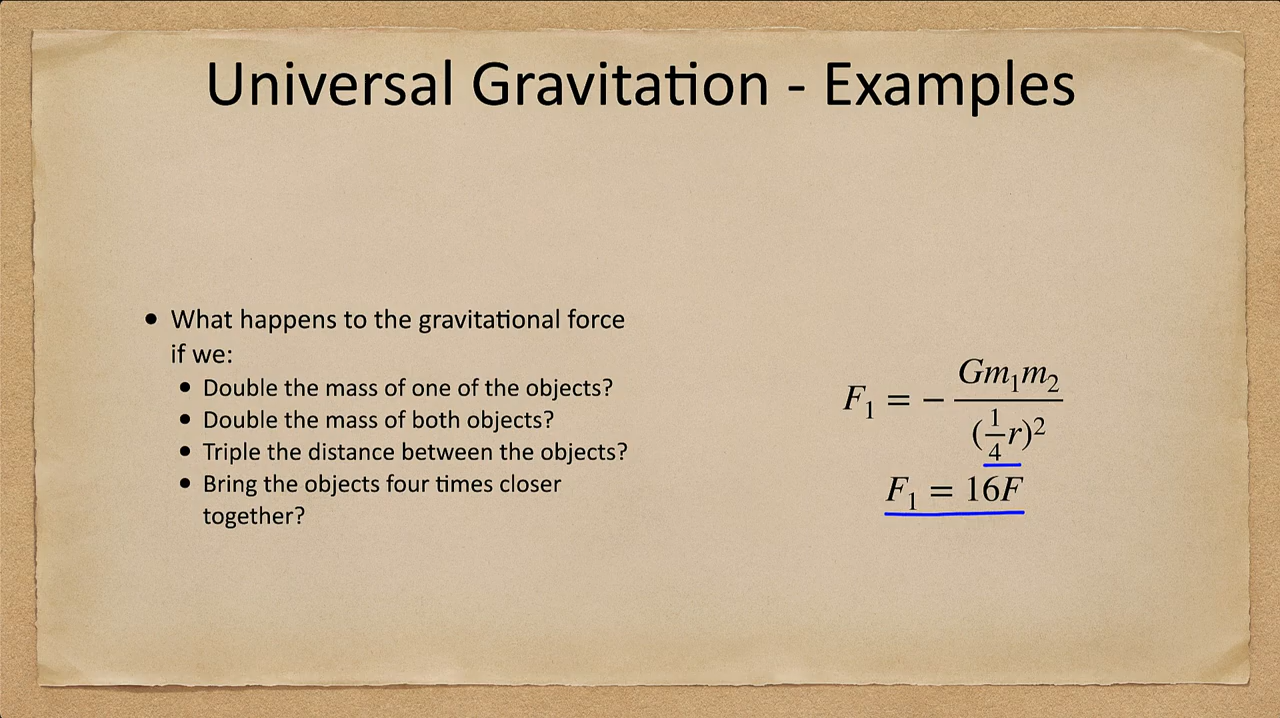 Universal Gravitation - Examples
• What happens to the gravitational force
if we:
• Double the mass of one of the objects?
• Double the mass of both objects?
• Triple the distance between the objects?
• Bring the objects four times closer
together?
F₁ = − Gm₁m₂ / (¼r)²
F₁ = 16F